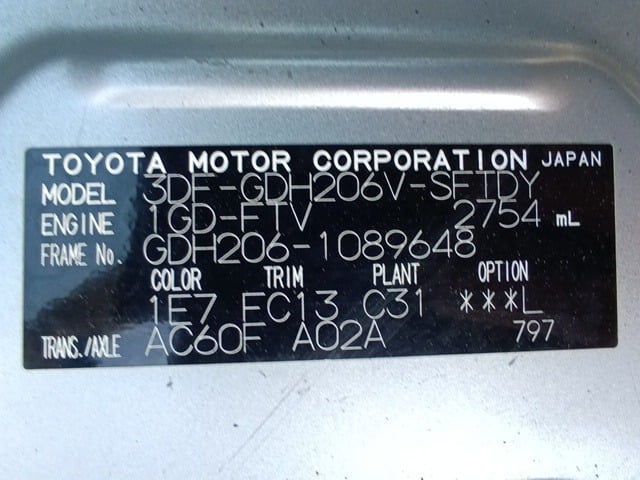 TOYOTA MOTOR CORPORATION JAPAN
MODEL 3DF-GDH206V-SFTDY
ENGINE 1GD-FTV 2754 mL
FRAME No. GDH206-1089648
COLOR TRIM PLANT OPTION
1E7 FC13 C31 ***L
TRANS./AXLE AC60F A02A 797